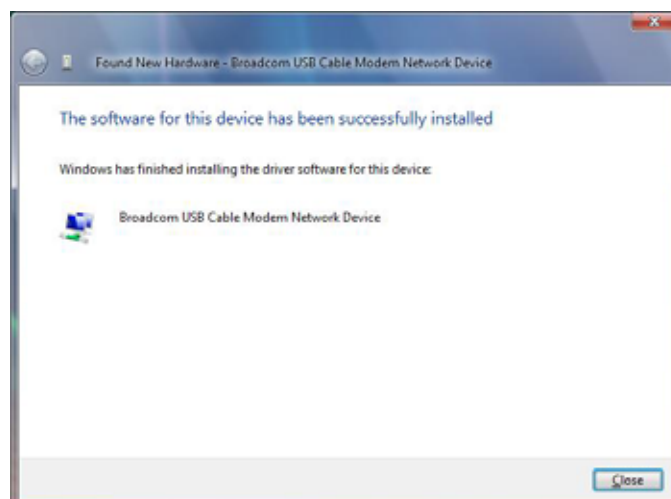 Found New Hardware - Broadcom USB Cable Modem Network Device
The software for this device has been successfully installed
Windows has finished installing the driver software for this device:
Broadcom USB Cable Modem Network Device
Close